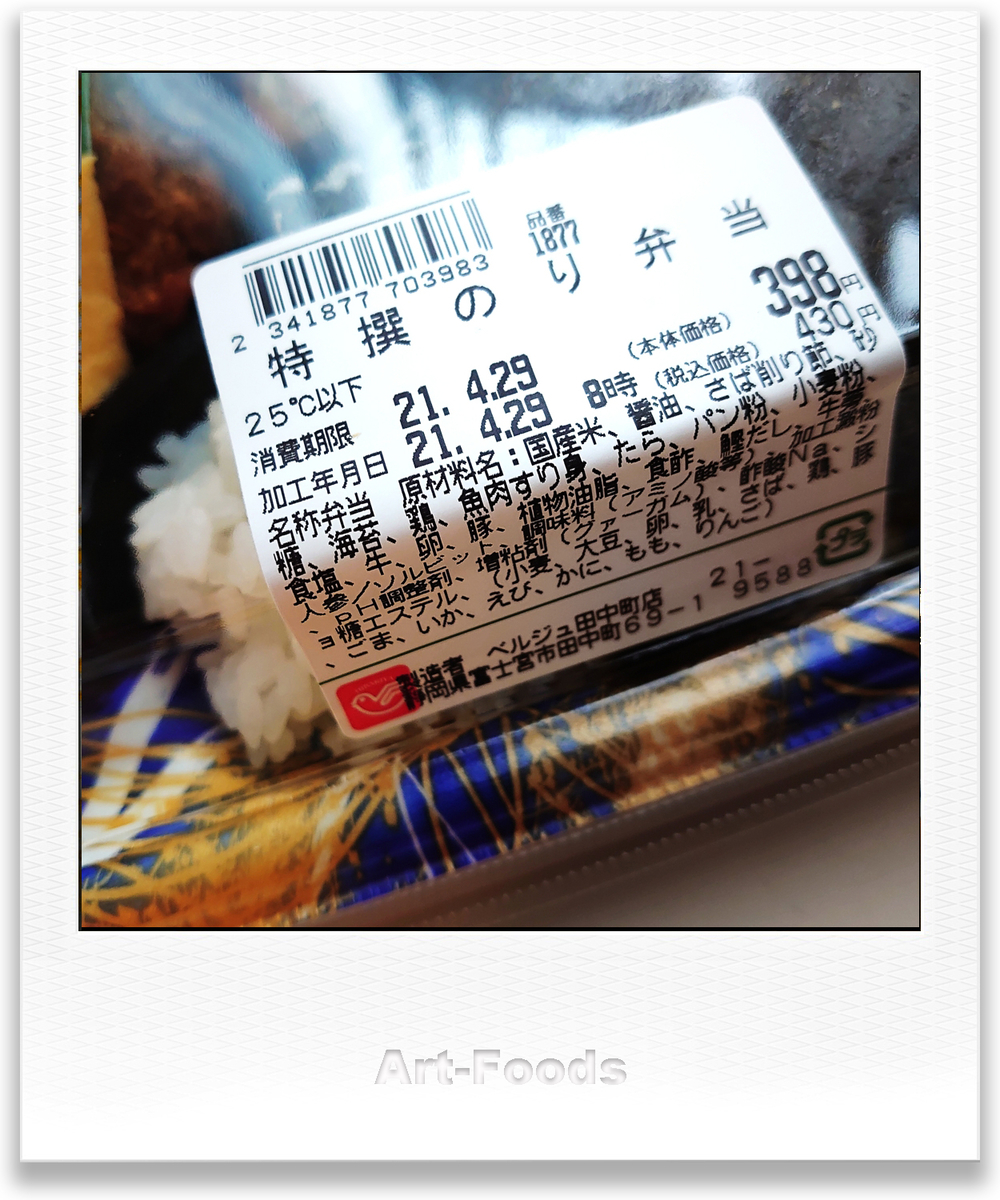 品番
1877
2 341877 703983
特撰のり弁当
25℃以下
398円
(本体価格)
430円
(税込価格)
消費期限 21. 4.29
加工年月日 21. 4.29 8時
名称弁当 原材料名：国産米、醤油、さば削り節、砂
糖、海苔、鶏、魚肉すり身、たら、パン粉、小麦粉、
食塩、牛、卵、豚、植物油脂、食酢、鰹だし、牛蒡、
人参、ソルビット、調味料(アミノ酸等)、加工澱粉
、pH調整剤、増粘剤(グァーガム)、酢酸Na、シ
ョ糖エステル、(小麦、大豆、卵、乳、さば、鶏、豚
、ごま、いか、えび、かに、もも、りんご)
プラ
製造者 ベルジュ田中町店 21-
静岡県富士宮市田中町69-1 9588
Art-Foods